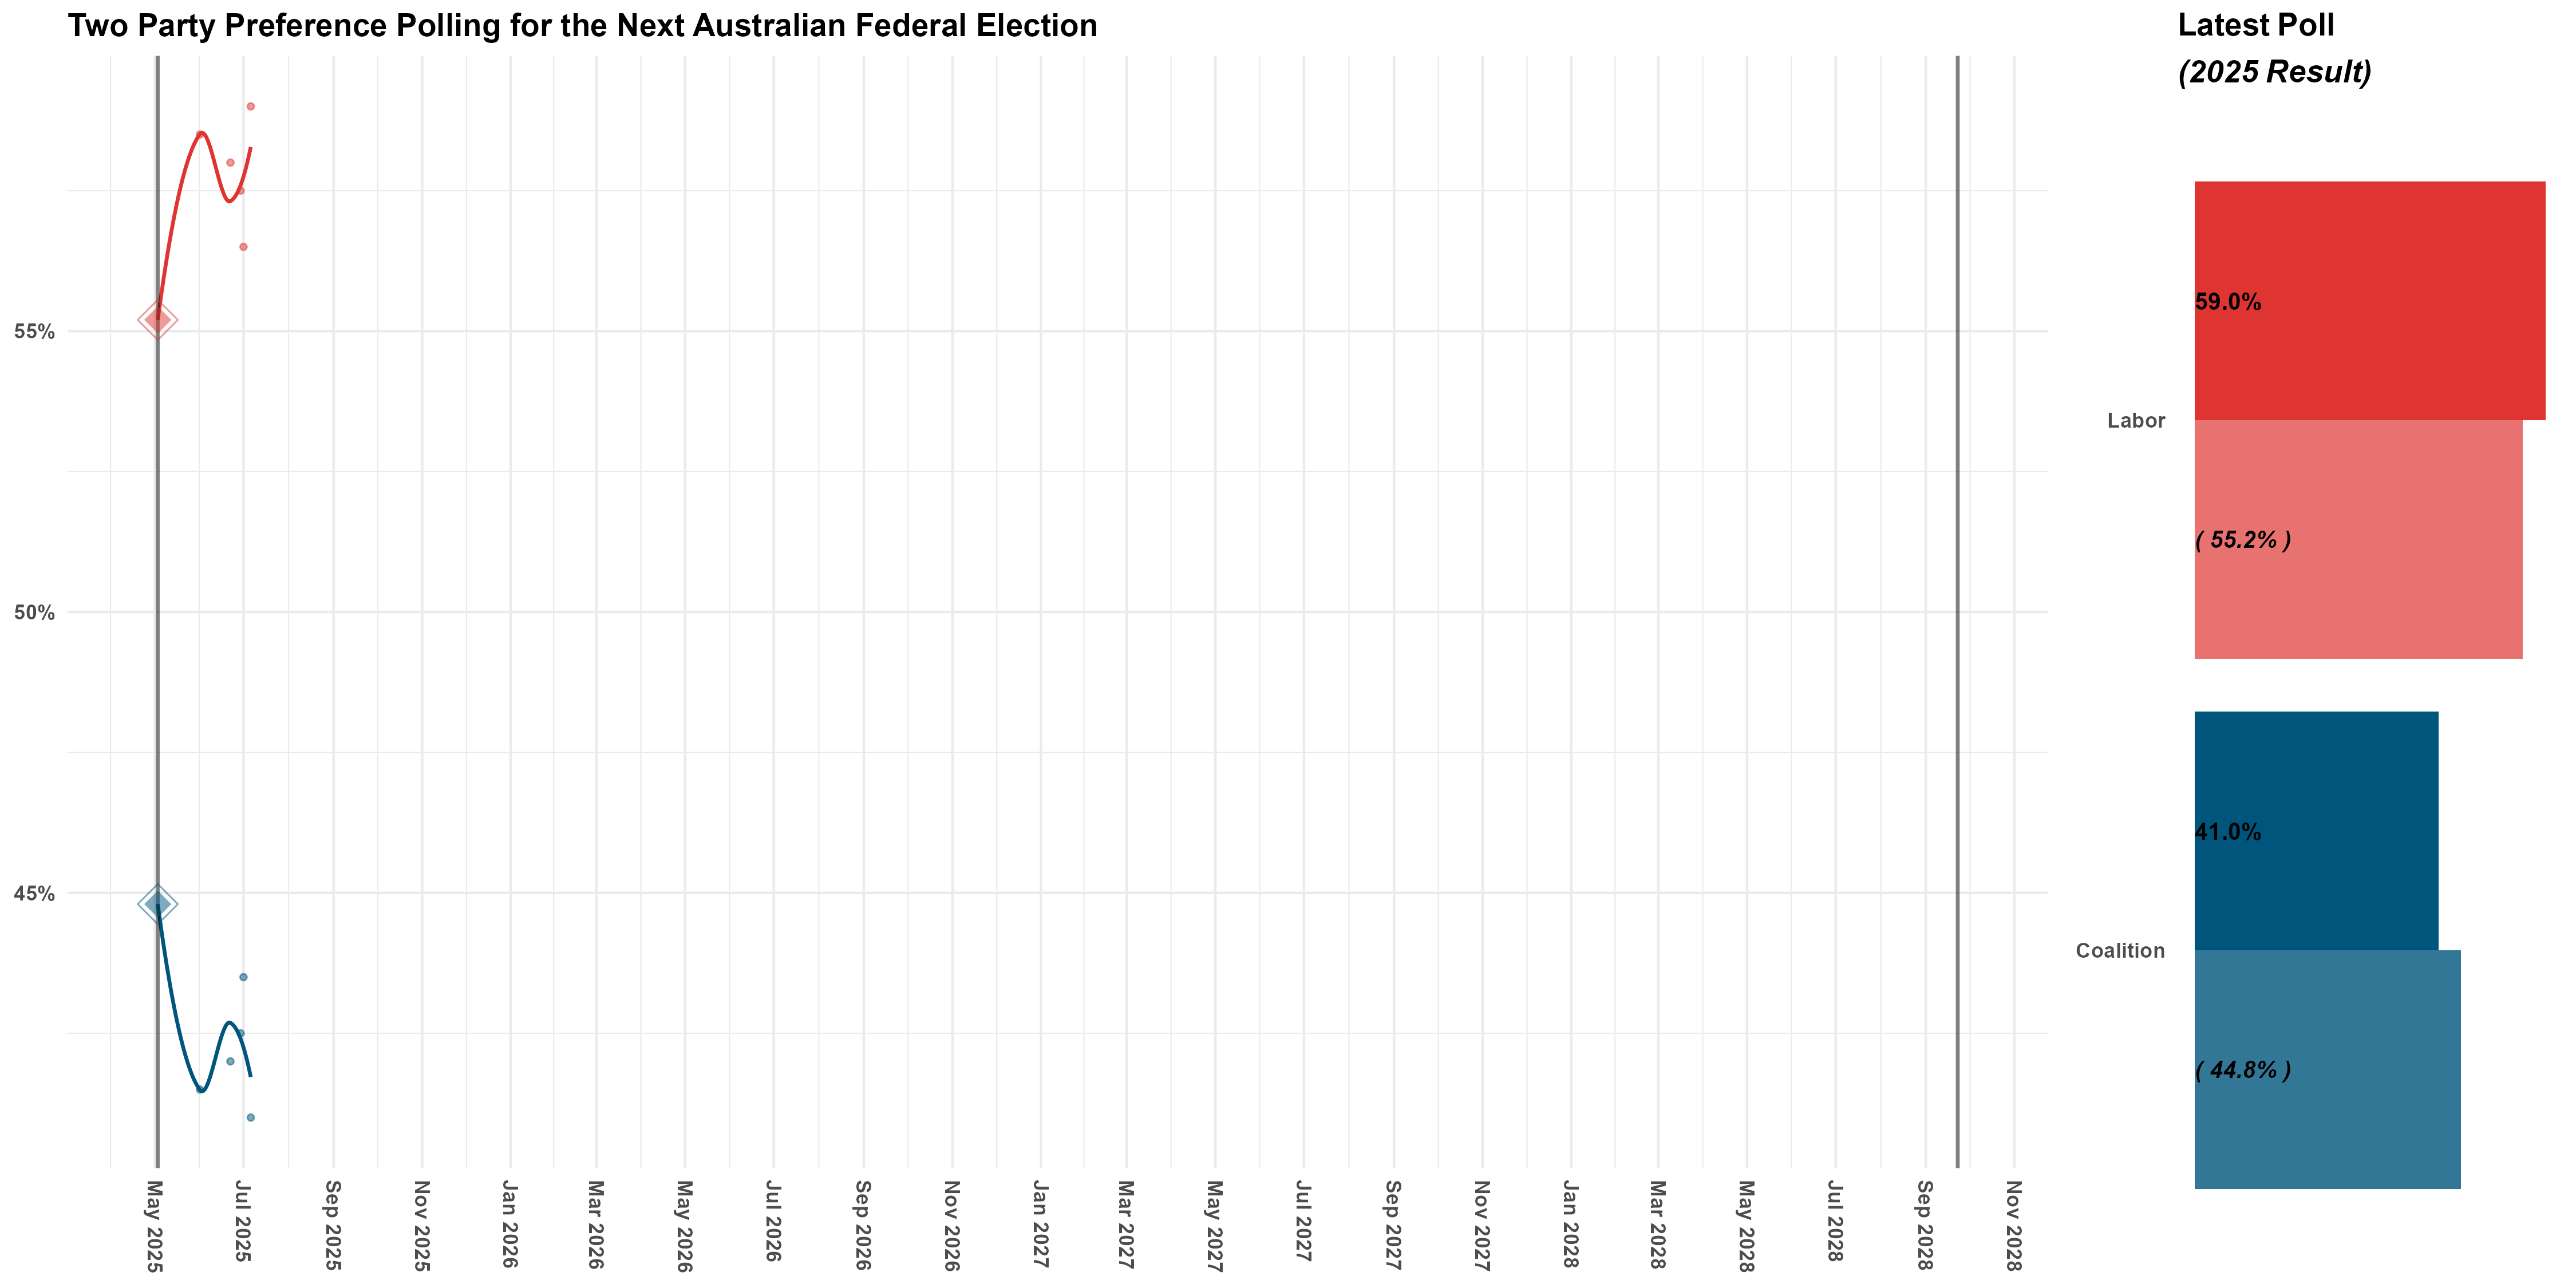 Two Party Preference Polling for the Next Australian Federal Election
55%
50%
45%
May 2025
Jul 2025
Sep 2025
Nov 2025
Jan 2026
Mar 2026
May 2026
Jul 2026
Sep 2026
Nov 2026
Jan 2027
Mar 2027
May 2027
Jul 2027
Sep 2027
Nov 2027
Jan 2028
Mar 2028
May 2028
Jul 2028
Sep 2028
Nov 2028
Latest Poll
(2025 Result)
59.0%
Labor
( 55.2% )
41.0%
Coalition
( 44.8% )